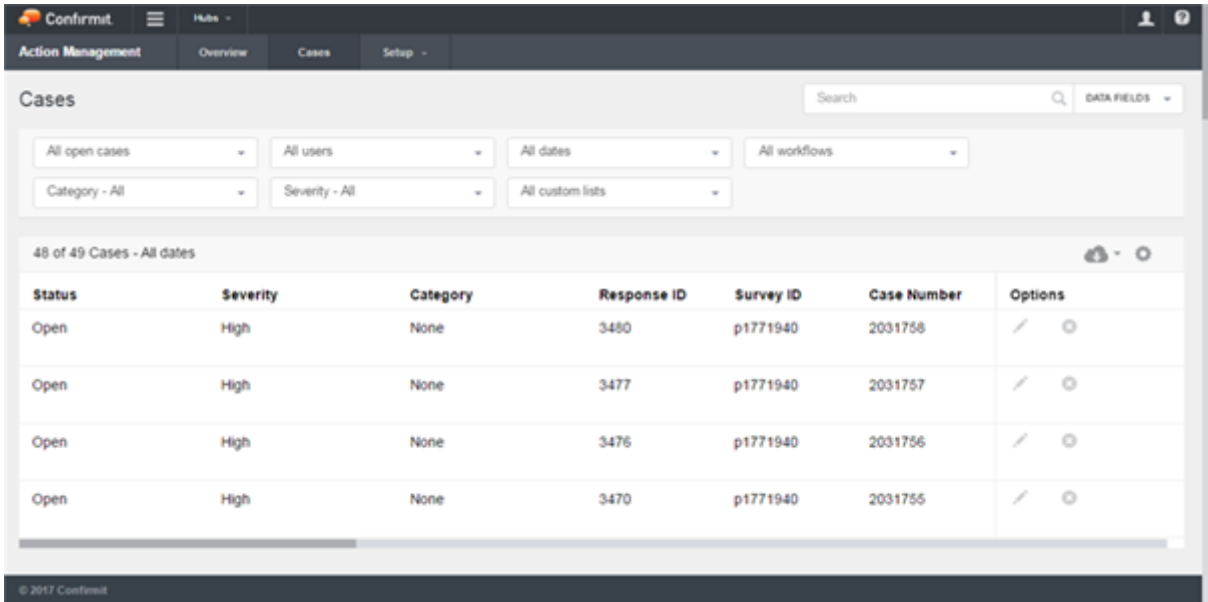 Confirmit. Hubs
Action Management Overview Cases Setup
Cases Search DATA FIELDS
All open cases All users All dates All workflows
Category - All Severity - All All custom lists
48 of 49 Cases - All dates
Status Severity Category Response ID Survey ID Case Number Options
Open High None 3480 p1771940 2031758
Open High None 3477 p1771940 2031757
Open High None 3476 p1771940 2031756
Open High None 3470 p1771940 2031755
© 2017 Confirmit